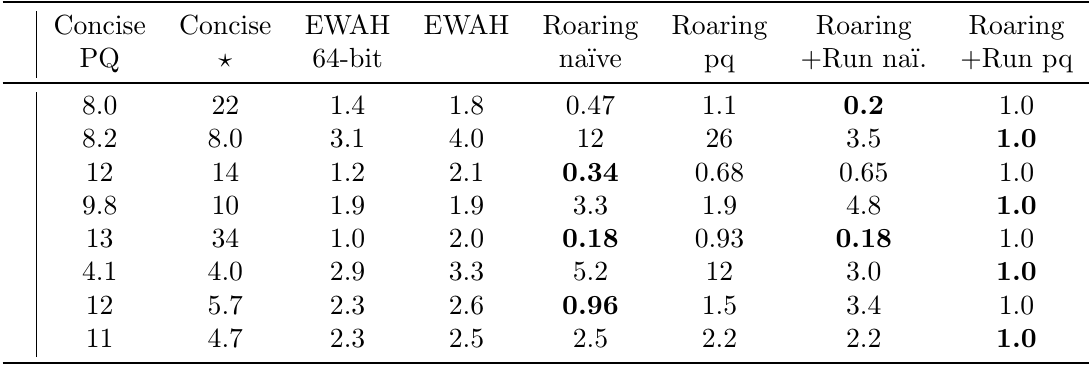 Concise Concise EWAH EWAH Roaring Roaring Roaring Roaring
PQ ⋆ 64-bit naïve pq +Run naï. +Run pq
8.0 22 1.4 1.8 0.47 1.1 0.2 1.0
8.2 8.0 3.1 4.0 12 26 3.5 1.0
12 14 1.2 2.1 0.34 0.68 0.65 1.0
9.8 10 1.9 1.9 3.3 1.9 4.8 1.0
13 34 1.0 2.0 0.18 0.93 0.18 1.0
4.1 4.0 2.9 3.3 5.2 12 3.0 1.0
12 5.7 2.3 2.6 0.96 1.5 3.4 1.0
11 4.7 2.3 2.5 2.5 2.2 2.2 1.0